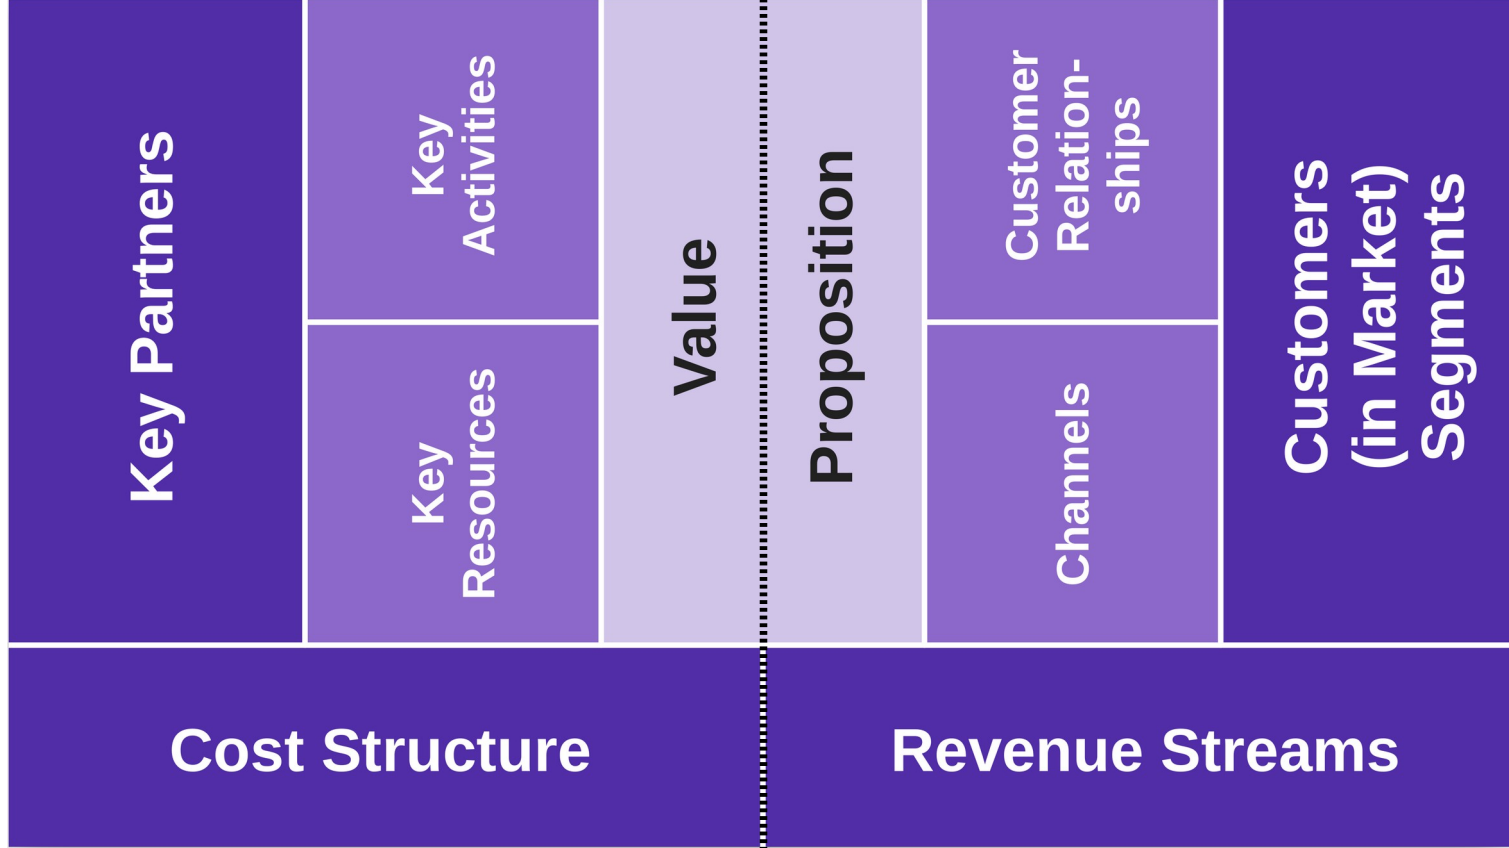 Key Partners
Key
Activities
Key
Resources
Value
Proposition
Customer
Relation-
ships
Channels
Customers
(in Market)
Segments
Cost Structure
Revenue Streams